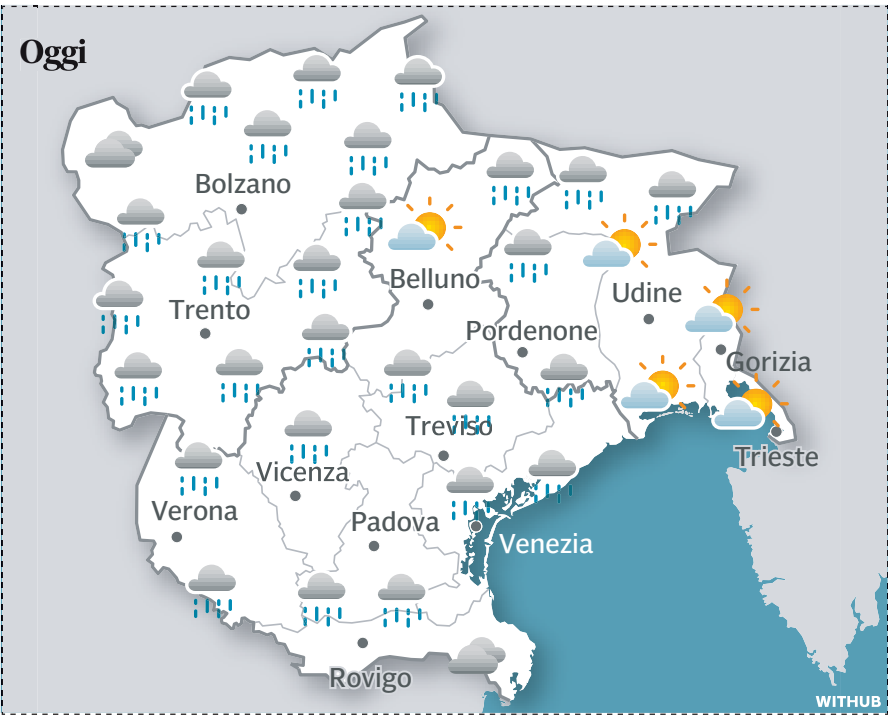 Oggi
Bolzano
Belluno
Trento
Udine
Pordenone
Gorizia
Treviso
Trieste
Vicenza
Verona
Padova
Venezia
Rovigo
WITHUB